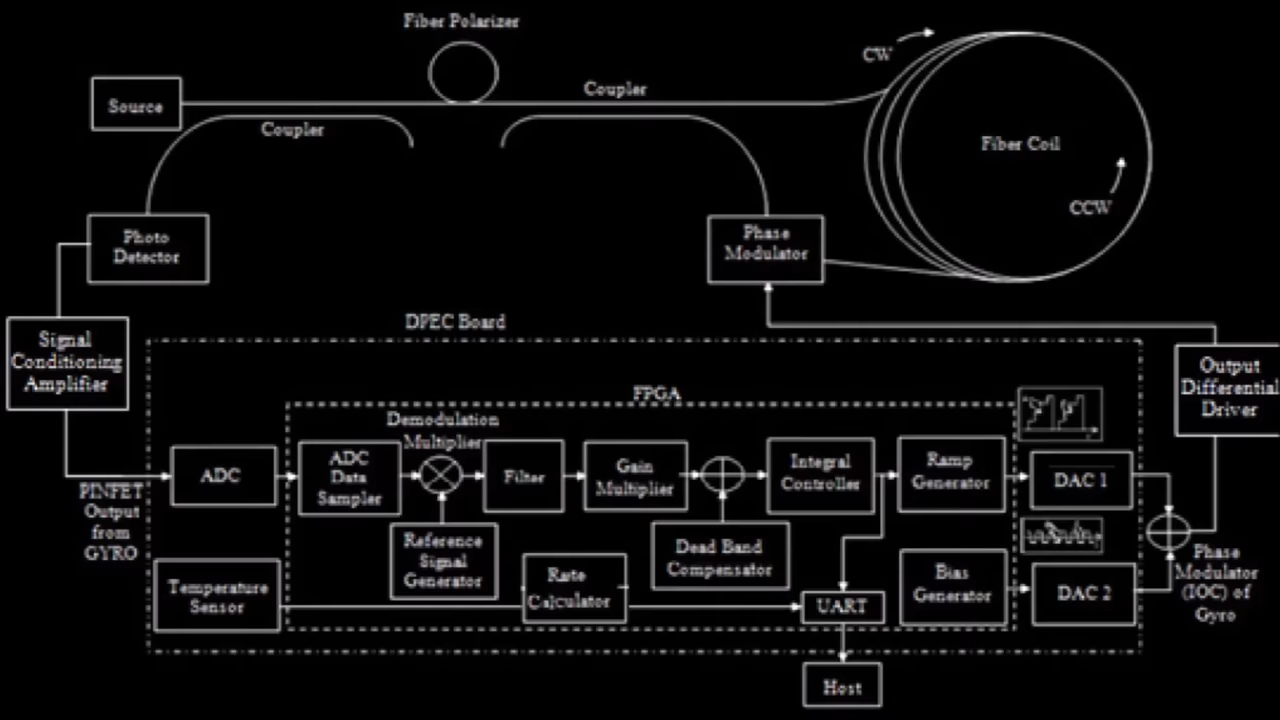 Fiber Polarizer
CW
Source
Coupler
Coupler
Fiber Coil
CCW
Photo
Detector
Phase
Modulator
DPEC Board
Signal
Conditioning
Amplifier
Output
Differential
Driver
FPGA
Demodulation
Multiplier
ADC
ADC
Data
Sampler
Filter
Gain
Multiplier
Integral
Controller
Ramp
Generator
DAC 1
PINFET
Output
from
GYRO
Reference
Signal
Generator
Dead Band
Compensator
Phase
Modulator
(IOC) of
Gyro
Temperature
Sensor
Rate
Calculator
UART
Bias
Generator
DAC 2
Host